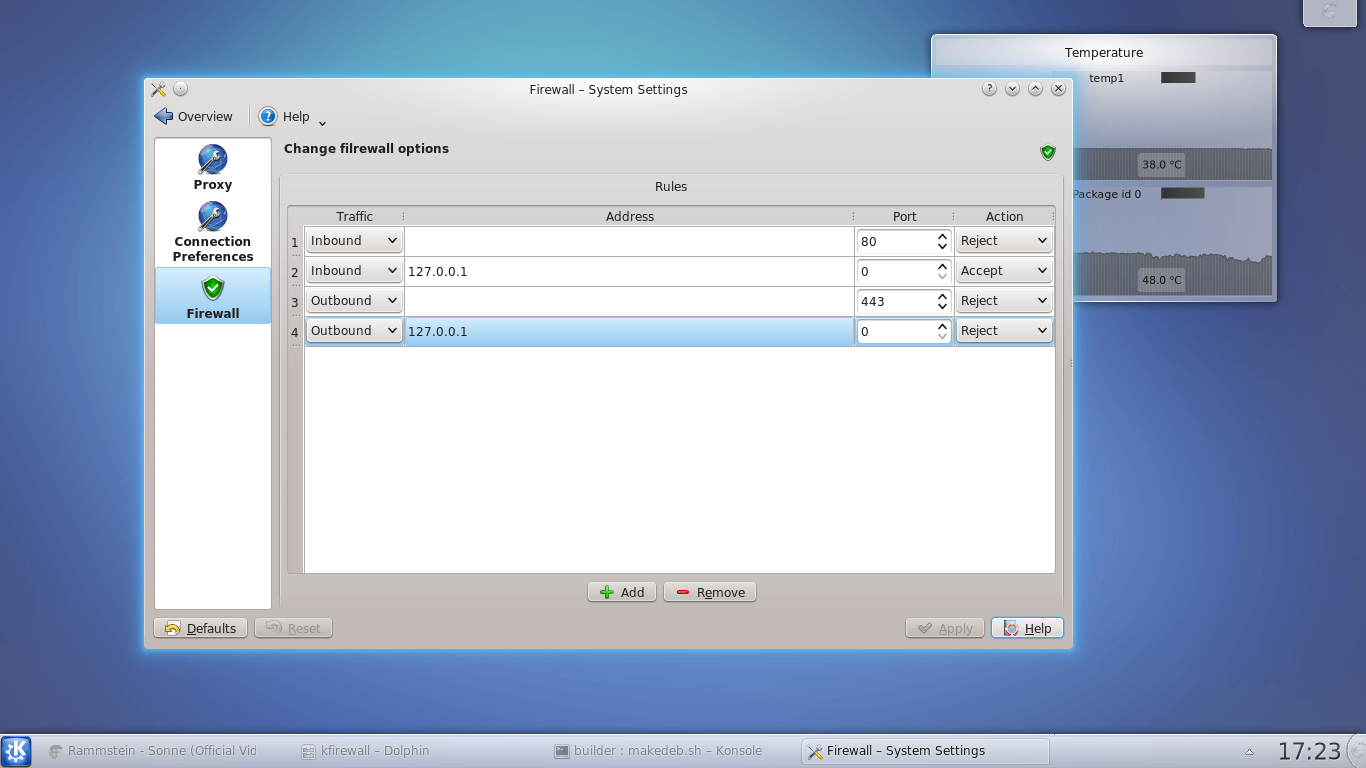 Temperature
temp1
38.0 °C
Package id 0
48.0 °C
Firewall – System Settings
?
Overview
? Help
Proxy
Connection
Preferences
Firewall
Change filrewall options
Rules
Traffic Address Port Action
1 Inbound 80 Reject
2 Inbound 127.0.0.1 0 Accept
3 Outbound 443 Reject
4 Outbound 127.0.0.1 0 Reject
Add Remove
Defaults Reset Apply Help
K Rammstein - Sonne (Official Vid kfirewall – Dolphin builder : makedeb.sh – Konsole Firewall – System Settings 17:23